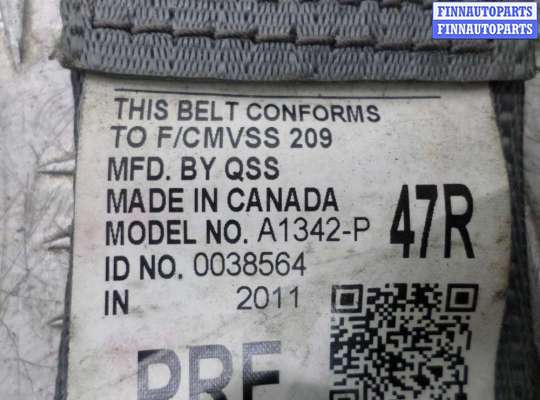 FINNAUTOPARTS
FINNAUTOPARTS
THIS BELT CONFORMS
TO F/CMVSS 209
MFD. BY QSS
MADE IN CANADA
MODEL NO. A1342-P 47R
ID NO. 0038564
IN 2011